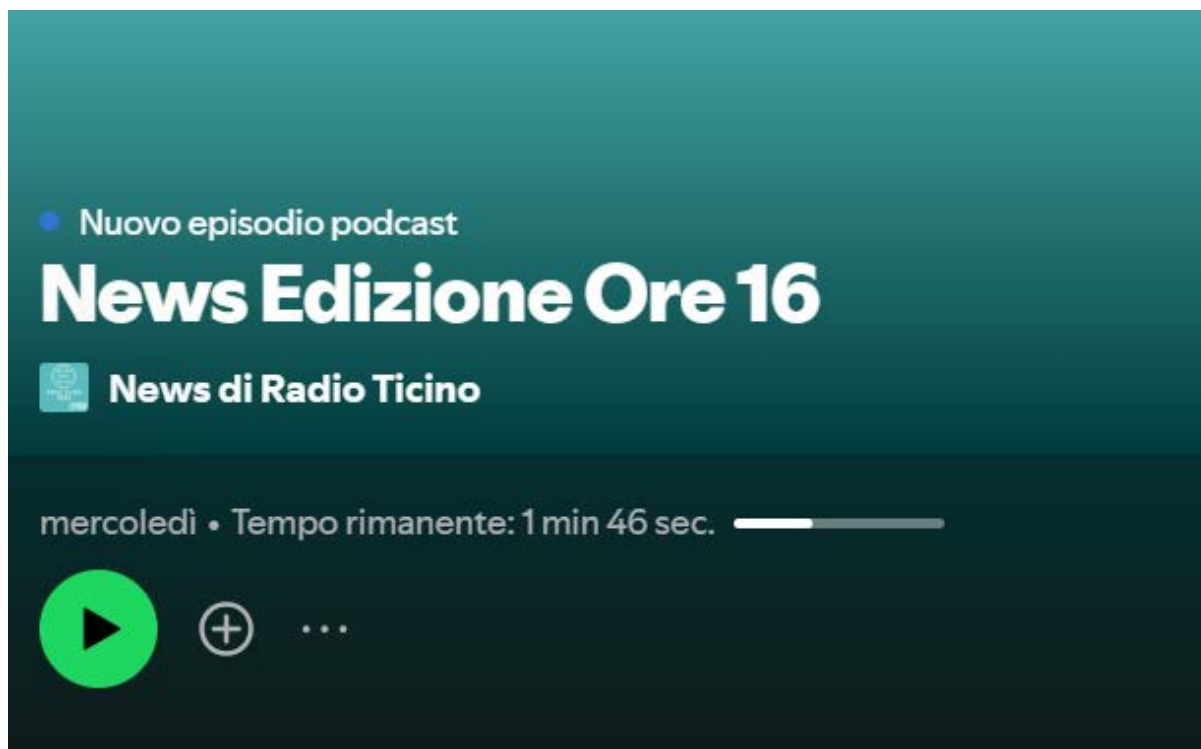 Nuovo episodio podcast
News Edizione Ore 16
News di Radio Ticino
mercoledì • Tempo rimanente: 1 min 46 sec.